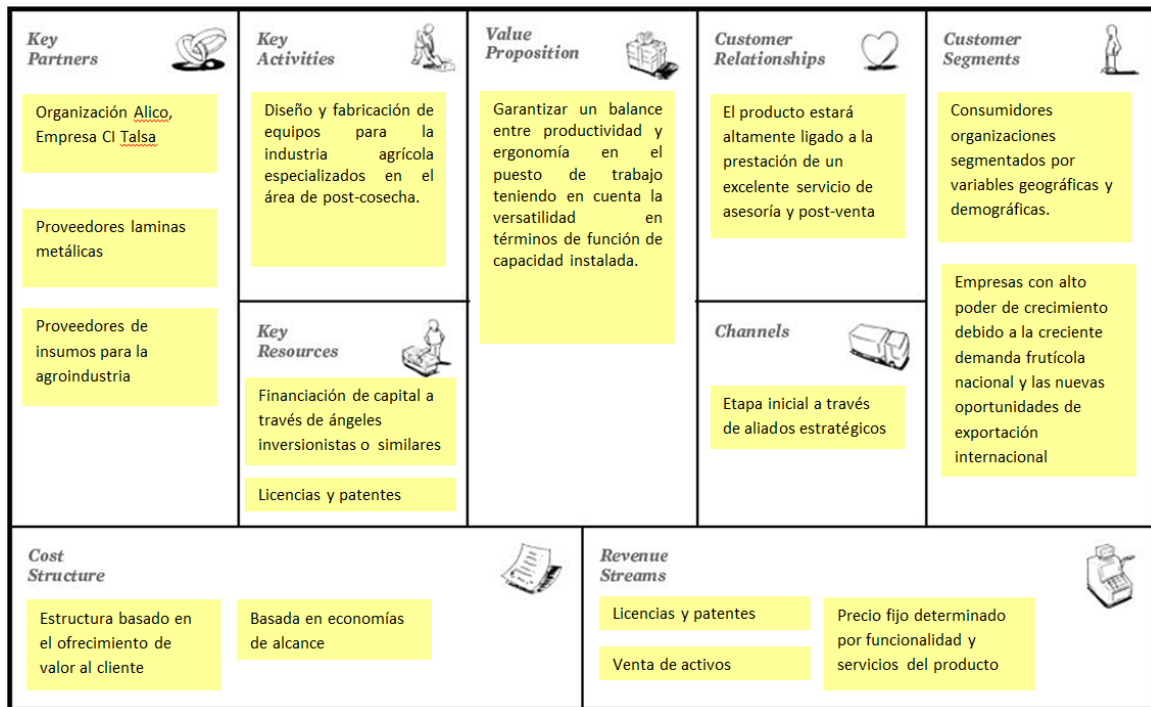 Key
Partners
Organización Alico,
Empresa CI Talsa
Proveedores laminas
metálicas
Proveedores de
insumos para la
agroindustria
Key
Activities
Diseño y fabricación de
equipos para la
industria agrícola
especializados en el
área de post-cosecha.
Key
Resources
Financiación de capital a
través de ángeles
inversionistas o similares
Licencias y patentes
Value
Proposition
Garantizar un balance
entre productividad y
ergonomía en el
puesto de trabajo
teniendo en cuenta la
versatilidad en
términos de función de
capacidad instalada.
Customer
Relationships
El producto estará
altamente ligado a la
prestación de un
excelente servicio de
asesoría y post-venta
Channels
Etapa inicial a través
de aliados estratégicos
Customer
Segments
Consumidores
organizaciones
segmentados por
variables geográficas y
demográficas.
Empresas con alto
poder de crecimiento
debido a la creciente
demanda frutícola
nacional y las nuevas
oportunidades de
exportación
internacional
Cost
Structure
Estructura basado en
el ofrecimiento de
valor al cliente
Basada en economías
de alcance
Revenue
Streams
Licencias y patentes
Venta de activos
Precio fijo determinado
por funcionalidad y
servicios del producto